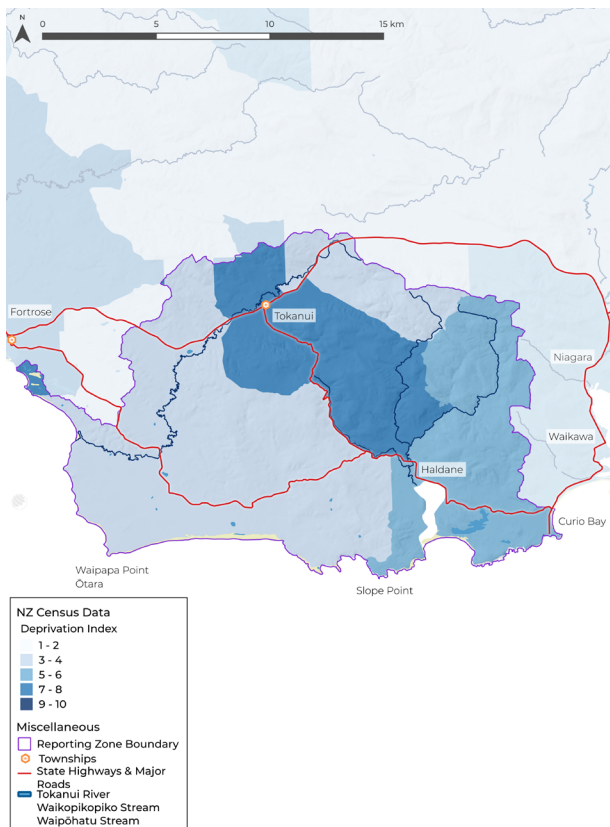 N
0 5 10 15 km
Fortrose
Tokanui
Niagara
Waikawa
Haldane
Curio Bay
Waipapa Point
Ōtara
Slope Point
NZ Census Data
Deprivation Index
1 - 2
3 - 4
5 - 6
7 - 8
9 - 10
Miscellaneous
Reporting Zone Boundary
Townships
State Highways & Major
Roads
Tokanui River
Waikopikopiko Stream
Waipōhatu Stream